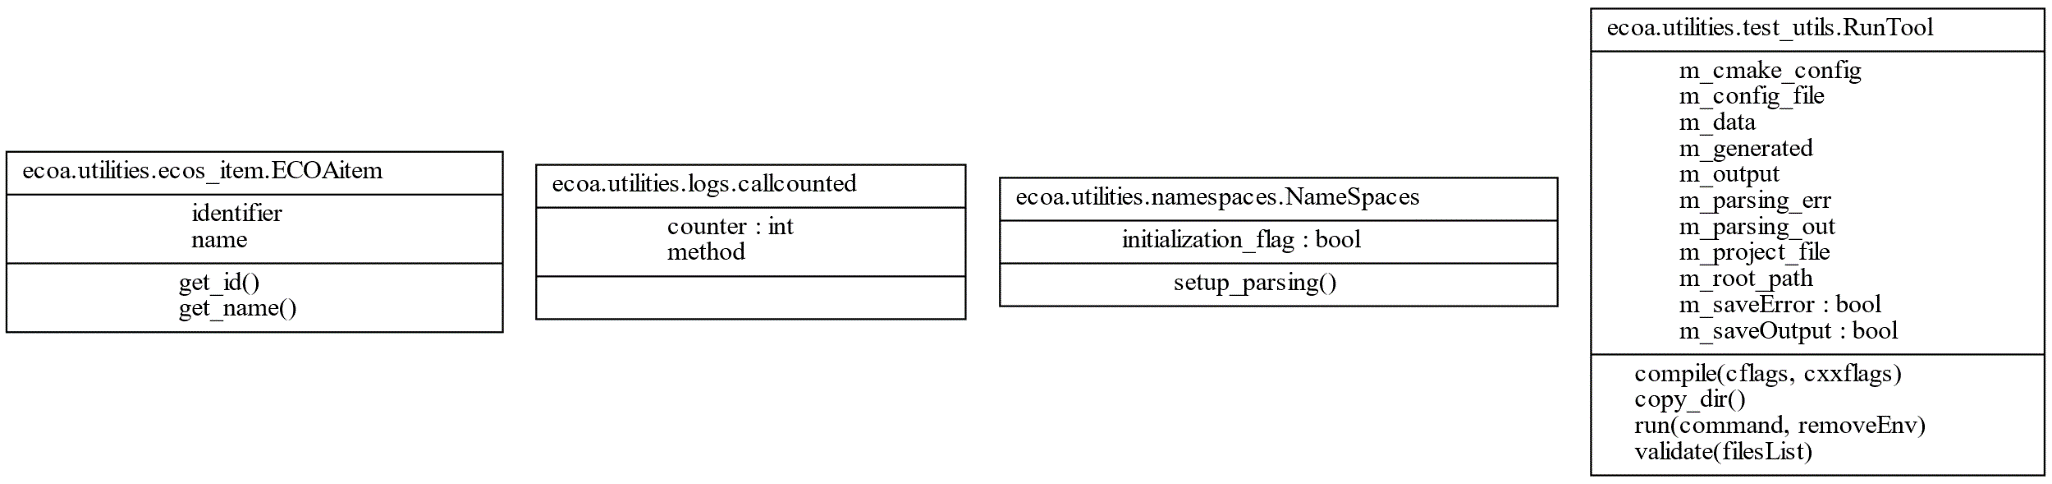 ecoa.utilities.ecos_item.ECOAitem
identifier
name
get_id()
get_name()
ecoa.utilities.logs.callcounted
counter : int
method
ecoa.utilities.namespaces.NameSpaces
initialization_flag : bool
setup_parsing()
ecoa.utilities.test_utils.RunTool
m_cmake_config
m_config_file
m_data
m_generated
m_output
m_parsing_err
m_parsing_out
m_project_file
m_root_path
m_saveError : bool
m_saveOutput : bool
compile(cflags, cxxflags)
copy_dir()
run(command, removeEnv)
validate(filesList)